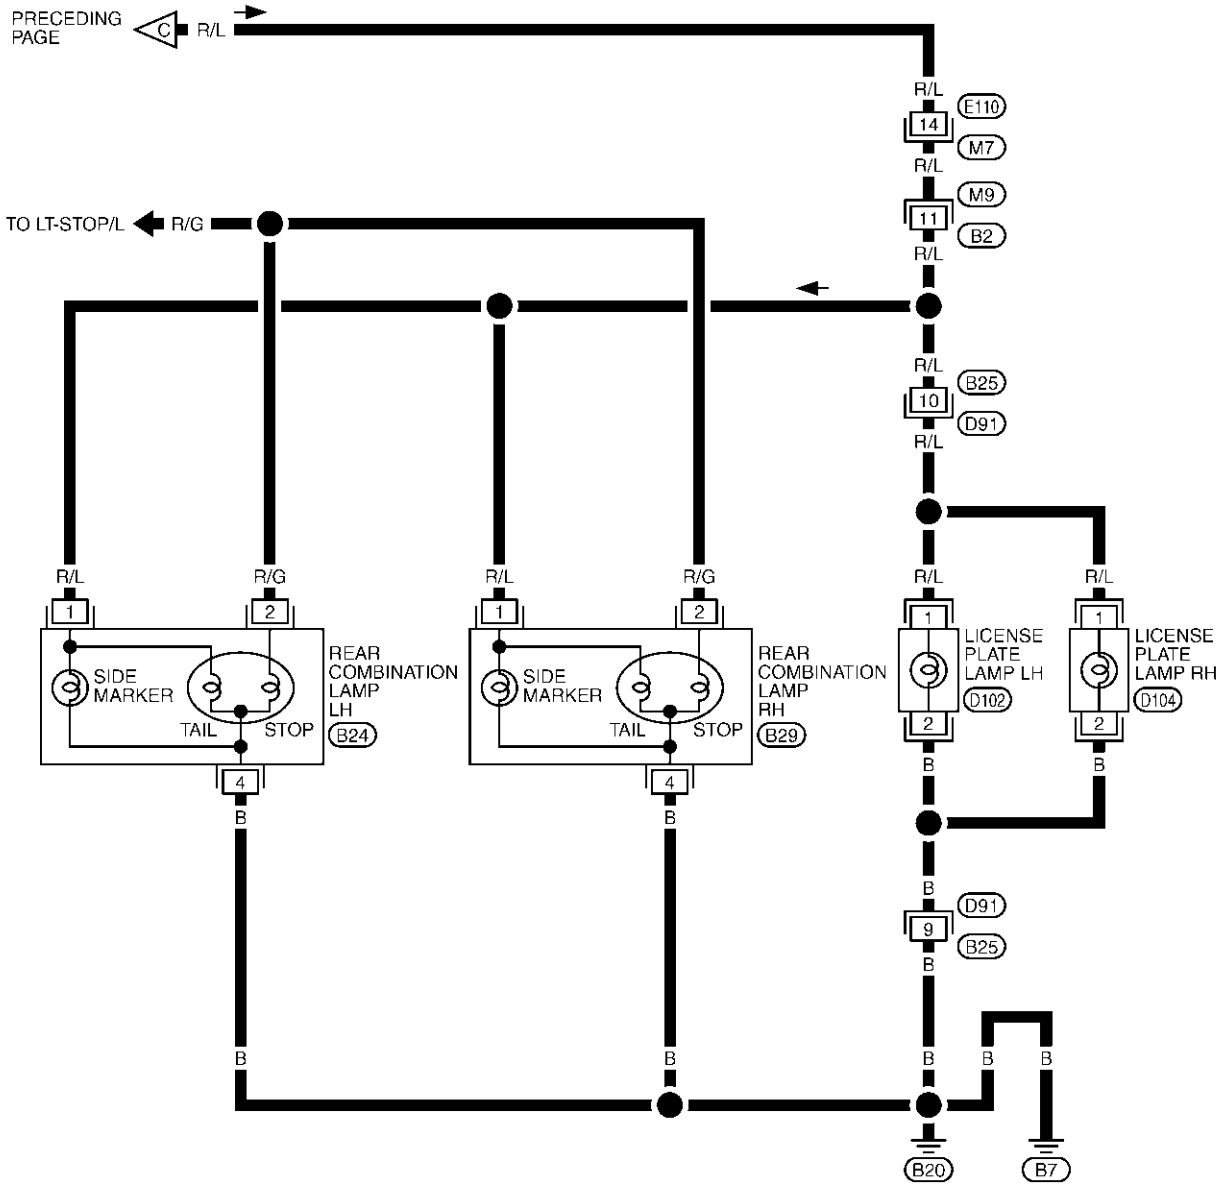 PRECEDING
PAGE
C
R/L
R/L
E110
14
M7
R/L
M9
11
B2
R/L
TO LT-STOP/L
R/G
R/L
B25
10
D91
R/L
R/L
R/G
R/L
R/G
R/L
R/L
1
2
1
2
1
1
SIDE
MARKER
TAIL
STOP
REAR
COMBINATION
LAMP
LH
B24
SIDE
MARKER
TAIL
STOP
REAR
COMBINATION
LAMP
RH
B29
LICENSE
PLATE
LAMP LH
D102
LICENSE
PLATE
LAMP RH
D104
2
2
4
4
B
B
B
B
B
D91
9
B25
B
B
B
B
B
B
B20
B7